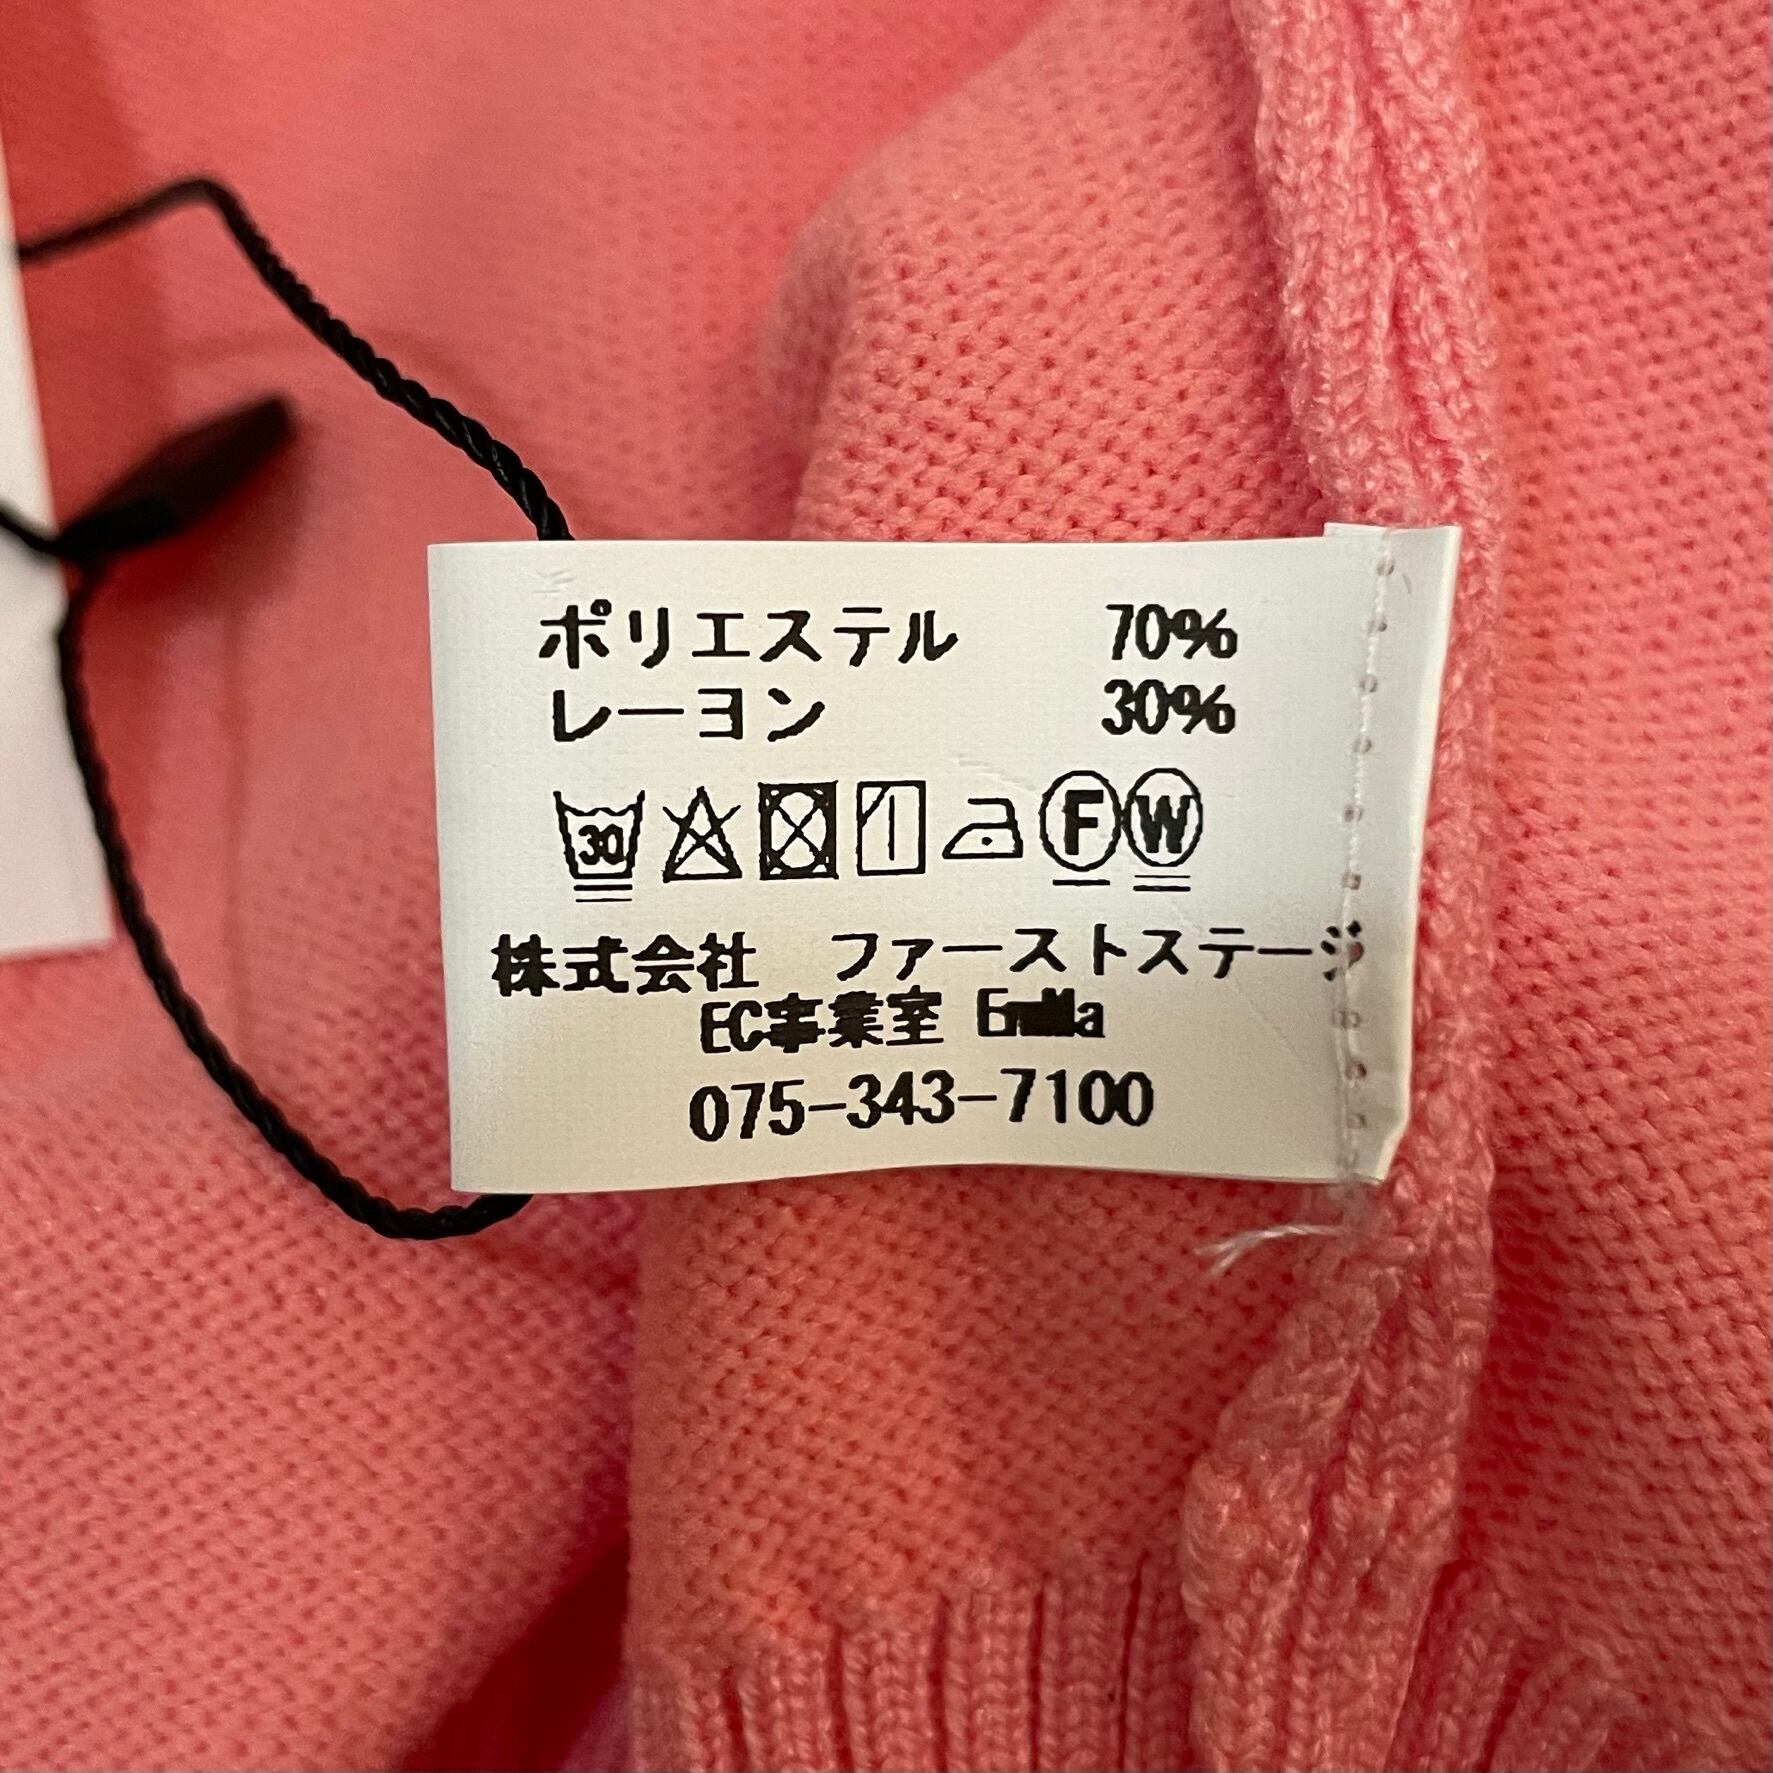 ポリエステル 70%
レーヨン 30%
30 F W
株式会社 ファーストステージ
EC事業室
075-343-7100